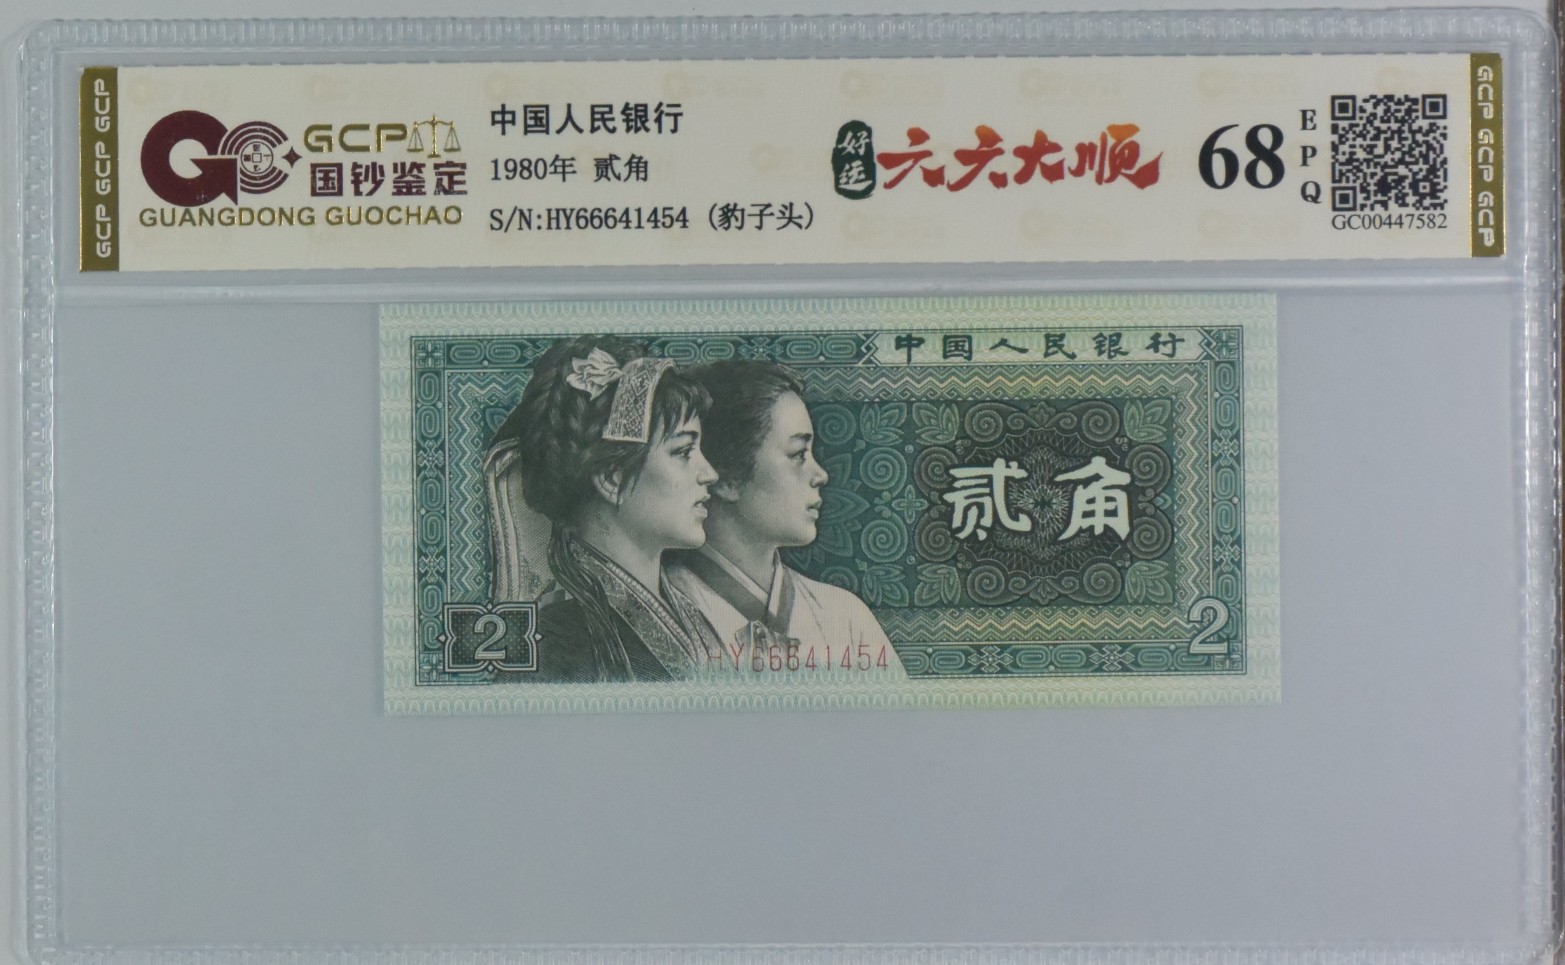 GCP GCP GCP
GCP
国钞鉴定
GUANGDONG GUOCHAO
中国人民银行
1980年 贰角
S/N:HY66641454 (豹子头)
好运
六六大顺
68
EPQ
GC00447582
GCP GCP GCP
中国人民银行
贰角
2
2
HY66641454